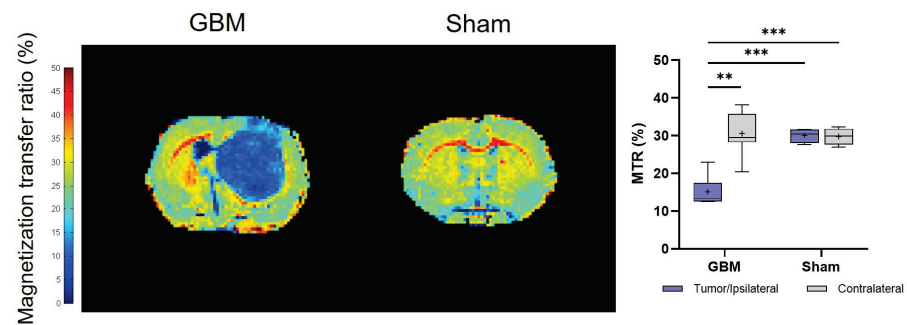 GBM
Sham
Magnetization transfer ratio (%)
50
45
40
35
30
25
20
15
10
5
0
***
***
**
MTR (%)
50
40
30
20
10
0
GBM
Sham
Tumor/Ipsilateral
Contralateral